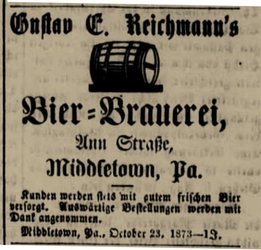 Gustav E. Reichmann's
Bier-Brauerei,
Ann Straße,
Middletown, Pa.
Kunden werden stets mit gutem frischen Bier
versorgt. Auswärtige Bestellungen werden mit
Dank angenommen.
Middletown, Pa., October 23, 1873—13.